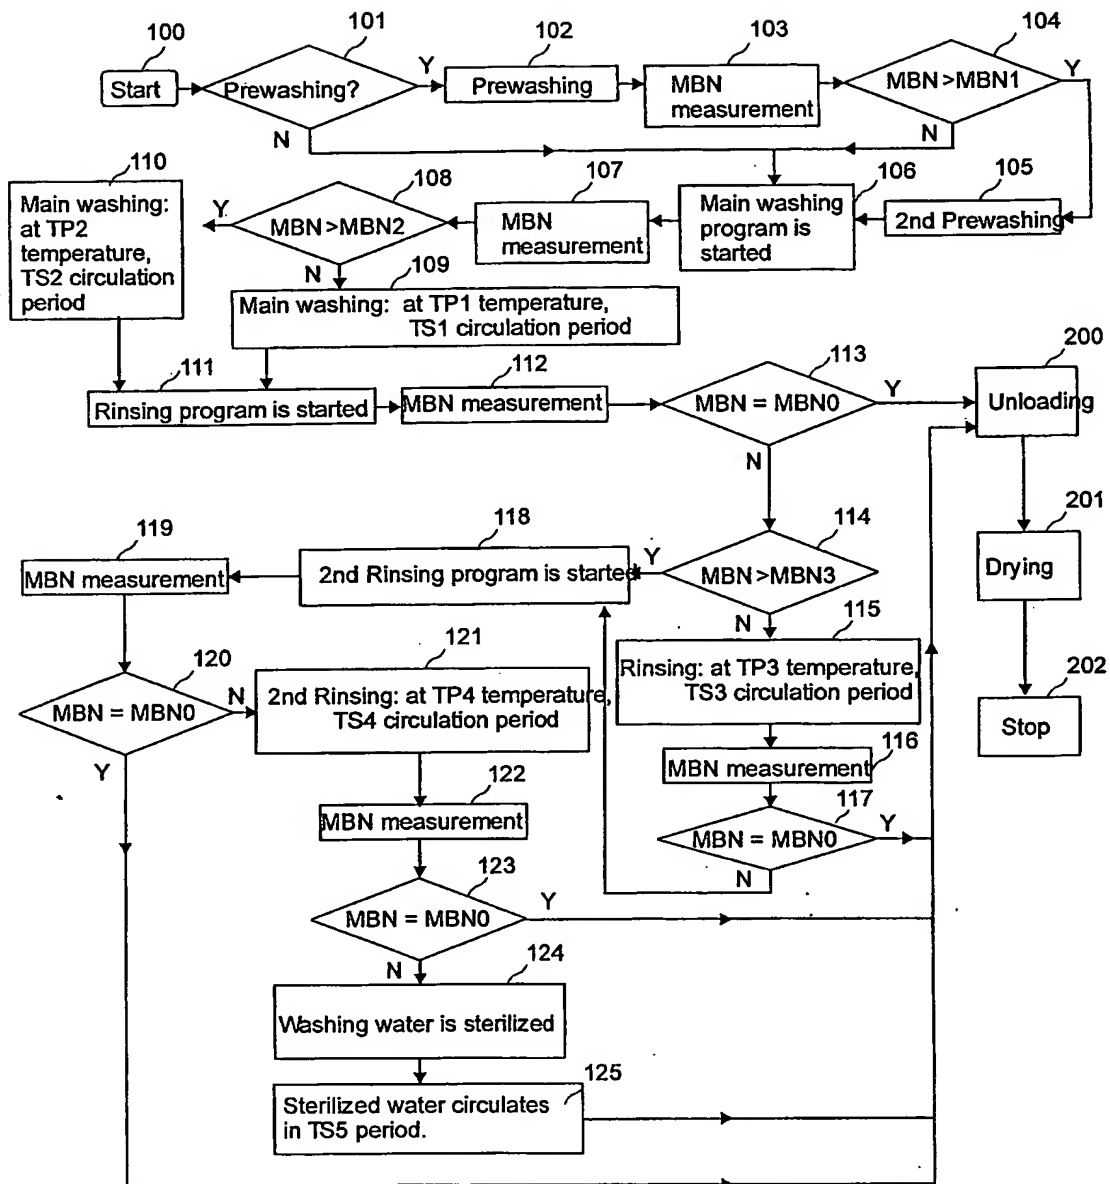 100
101
102
103
104
Start
Prewashing?
Y
Prewashing
MBN
measurement
MBN>MBN1
Y
N
N
110
108
107
106
105
Main washing:
at TP2
temperature,
TS2 circulation
period
Y
MBN>MBN2
MBN
measurement
Main washing
program is
started
2nd Prewashing
N
109
Main washing: at TP1 temperature,
TS1 circulation period
111
112
113
200
Rinsing program is started
MBN measurement
MBN = MBN0
Y
Unloading
N
119
118
114
201
MBN measurement
2nd Rinsing program is started
Y
MBN>MBN3
Drying
N
115
120
121
Rinsing: at TP3 temperature,
TS3 circulation period
202
MBN = MBN0
N
2nd Rinsing: at TP4 temperature,
TS4 circulation period
Stop
116
MBN measurement
Y
122
117
MBN measurement
MBN = MBN0
Y
N
123
MBN = MBN0
Y
N
124
Washing water is sterilized
125
Sterilized water circulates
in TS5 period.